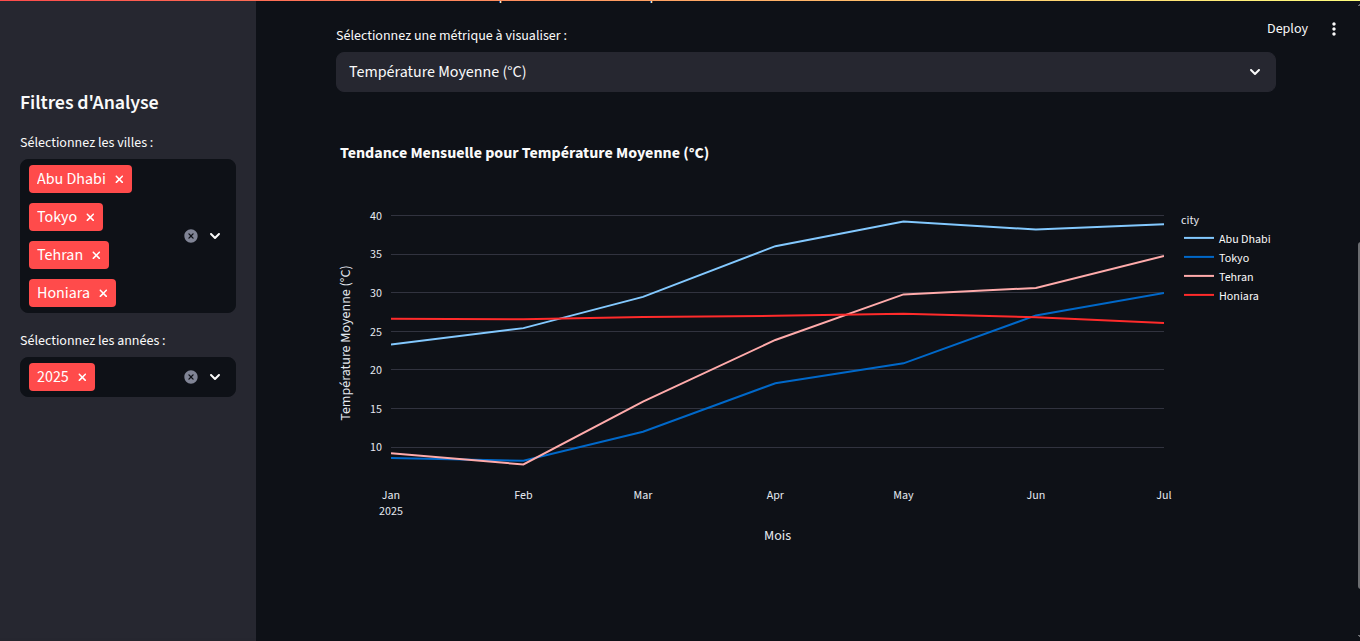 Filtres d'Analyse
Sélectionnez les villes :
Abu Dhabi
Tokyo
Tehran
Honiara
Sélectionnez les années :
2025
Deploy
Sélectionnez une métrique à visualiser :
Température Moyenne (°C)
Tendance Mensuelle pour Température Moyenne (°C)
Température Moyenne (°C)
40
35
30
25
20
15
10
Jan
2025
Feb
Mar
Apr
May
Jun
Jul
Mois
city
Abu Dhabi
Tokyo
Tehran
Honiara